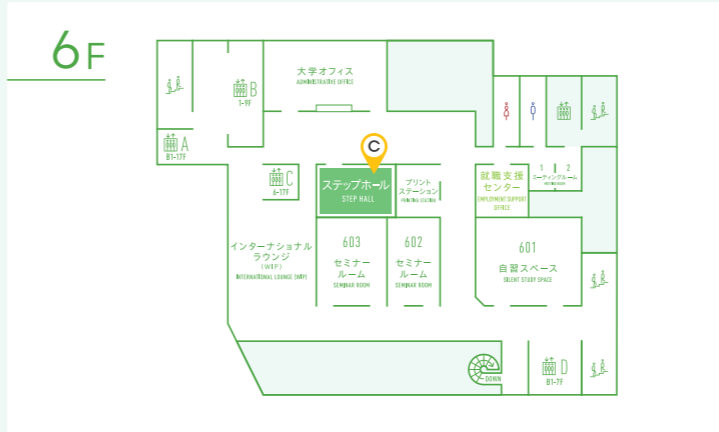 6F
大学オフィス
ADMINISTRATIVE OFFICE
B
1-9F
A
B1-17F
C
C
4-17F
ステップホール
STEP HALL
プリント
ステーション
PRINTING STATION
就職支援
センター
EMPLOYMENT SUPPORT
OFFICE
1 2
ミーティングルーム
MEETING ROOM
インターナショナル
ラウンジ
(WIP)
INTERNATIONAL LOUNGE (WIP)
603
セミナー
ルーム
SEMINAR ROOM
602
セミナー
ルーム
SEMINAR ROOM
601
自習スペース
SILENT STUDY SPACE
DOWN
D
B1-7F